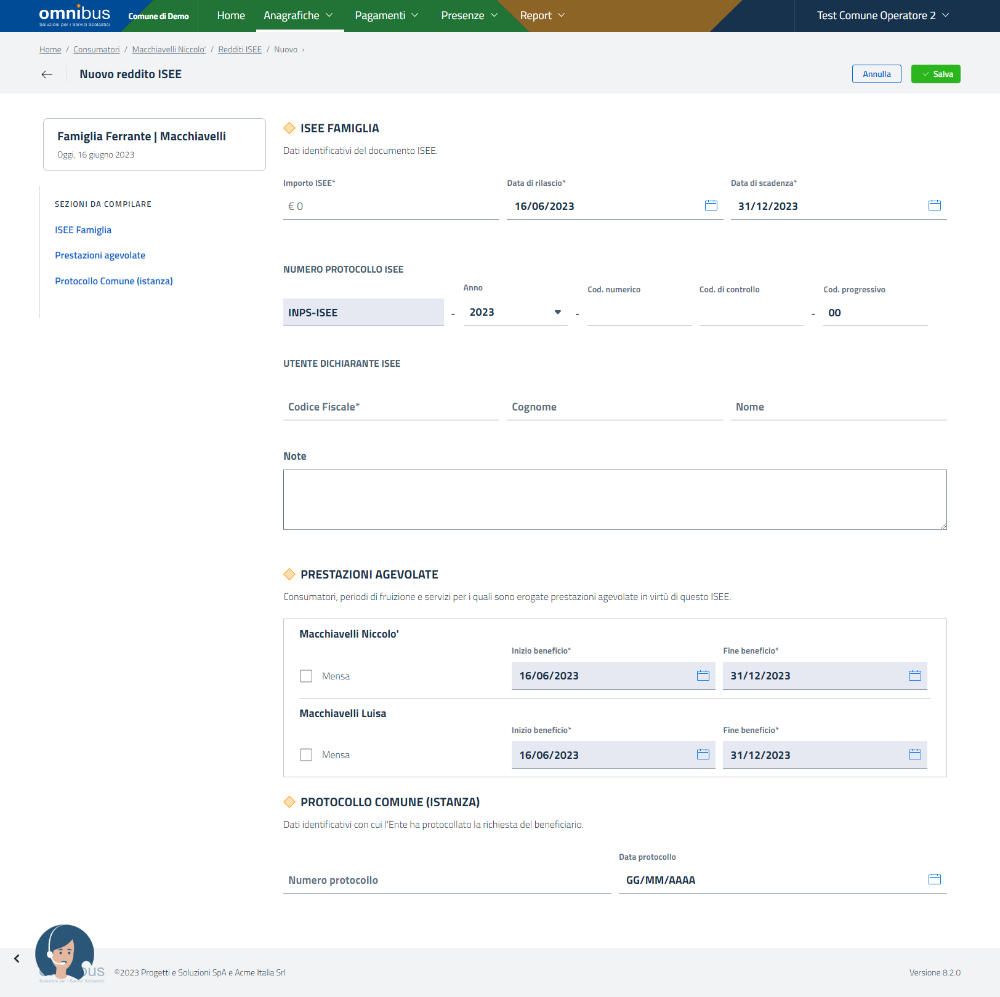 omnibus
Soluzioni per i Servizi Scolastici
Comune di Demo
Home
Anagrafiche
Pagamenti
Presenze
Report
Test Comune Operatore 2
Home / Consumatori / Macchiavelli Niccolo' / Redditi ISEE / Nuovo ›
Nuovo reddito ISEE
Annulla
Salva
Famiglia Ferrante | Macchiavelli
Oggi, 16 giugno 2023
SEZIONI DA COMPILARE
ISEE Famiglia
Prestazioni agevolate
Protocollo Comune (istanza)
ISEE FAMIGLIA
Dati identificativi del documento ISEE.
Importo ISEE*
Data di rilascio*
Data di scadenza*
€ 0
16/06/2023
31/12/2023
NUMERO PROTOCOLLO ISEE
Anno
Cod. numerico
Cod. di controllo
Cod. progressivo
INPS-ISEE - 2023 - - 00
UTENTE DICHIARANTE ISEE
Codice Fiscale*
Cognome
Nome
Note
PRESTAZIONI AGEVOLATE
Consumatori, periodi di fruizione e servizi per i quali sono erogate prestazioni agevolate in virtù di questo ISEE.
Macchiavelli Niccolo'
Inizio beneficio*
Fine beneficio*
Mensa
16/06/2023
31/12/2023
Macchiavelli Luisa
Inizio beneficio*
Fine beneficio*
Mensa
16/06/2023
31/12/2023
PROTOCOLLO COMUNE (ISTANZA)
Dati identificativi con cui l'Ente ha protocollato la richiesta del beneficiario.
Data protocollo
Numero protocollo
GG/MM/AAAA
Soluzioni per i Servizi Scolastici
©2023 Progetti e Soluzioni SpA e Acme Italia Srl
Versione 8.2.0